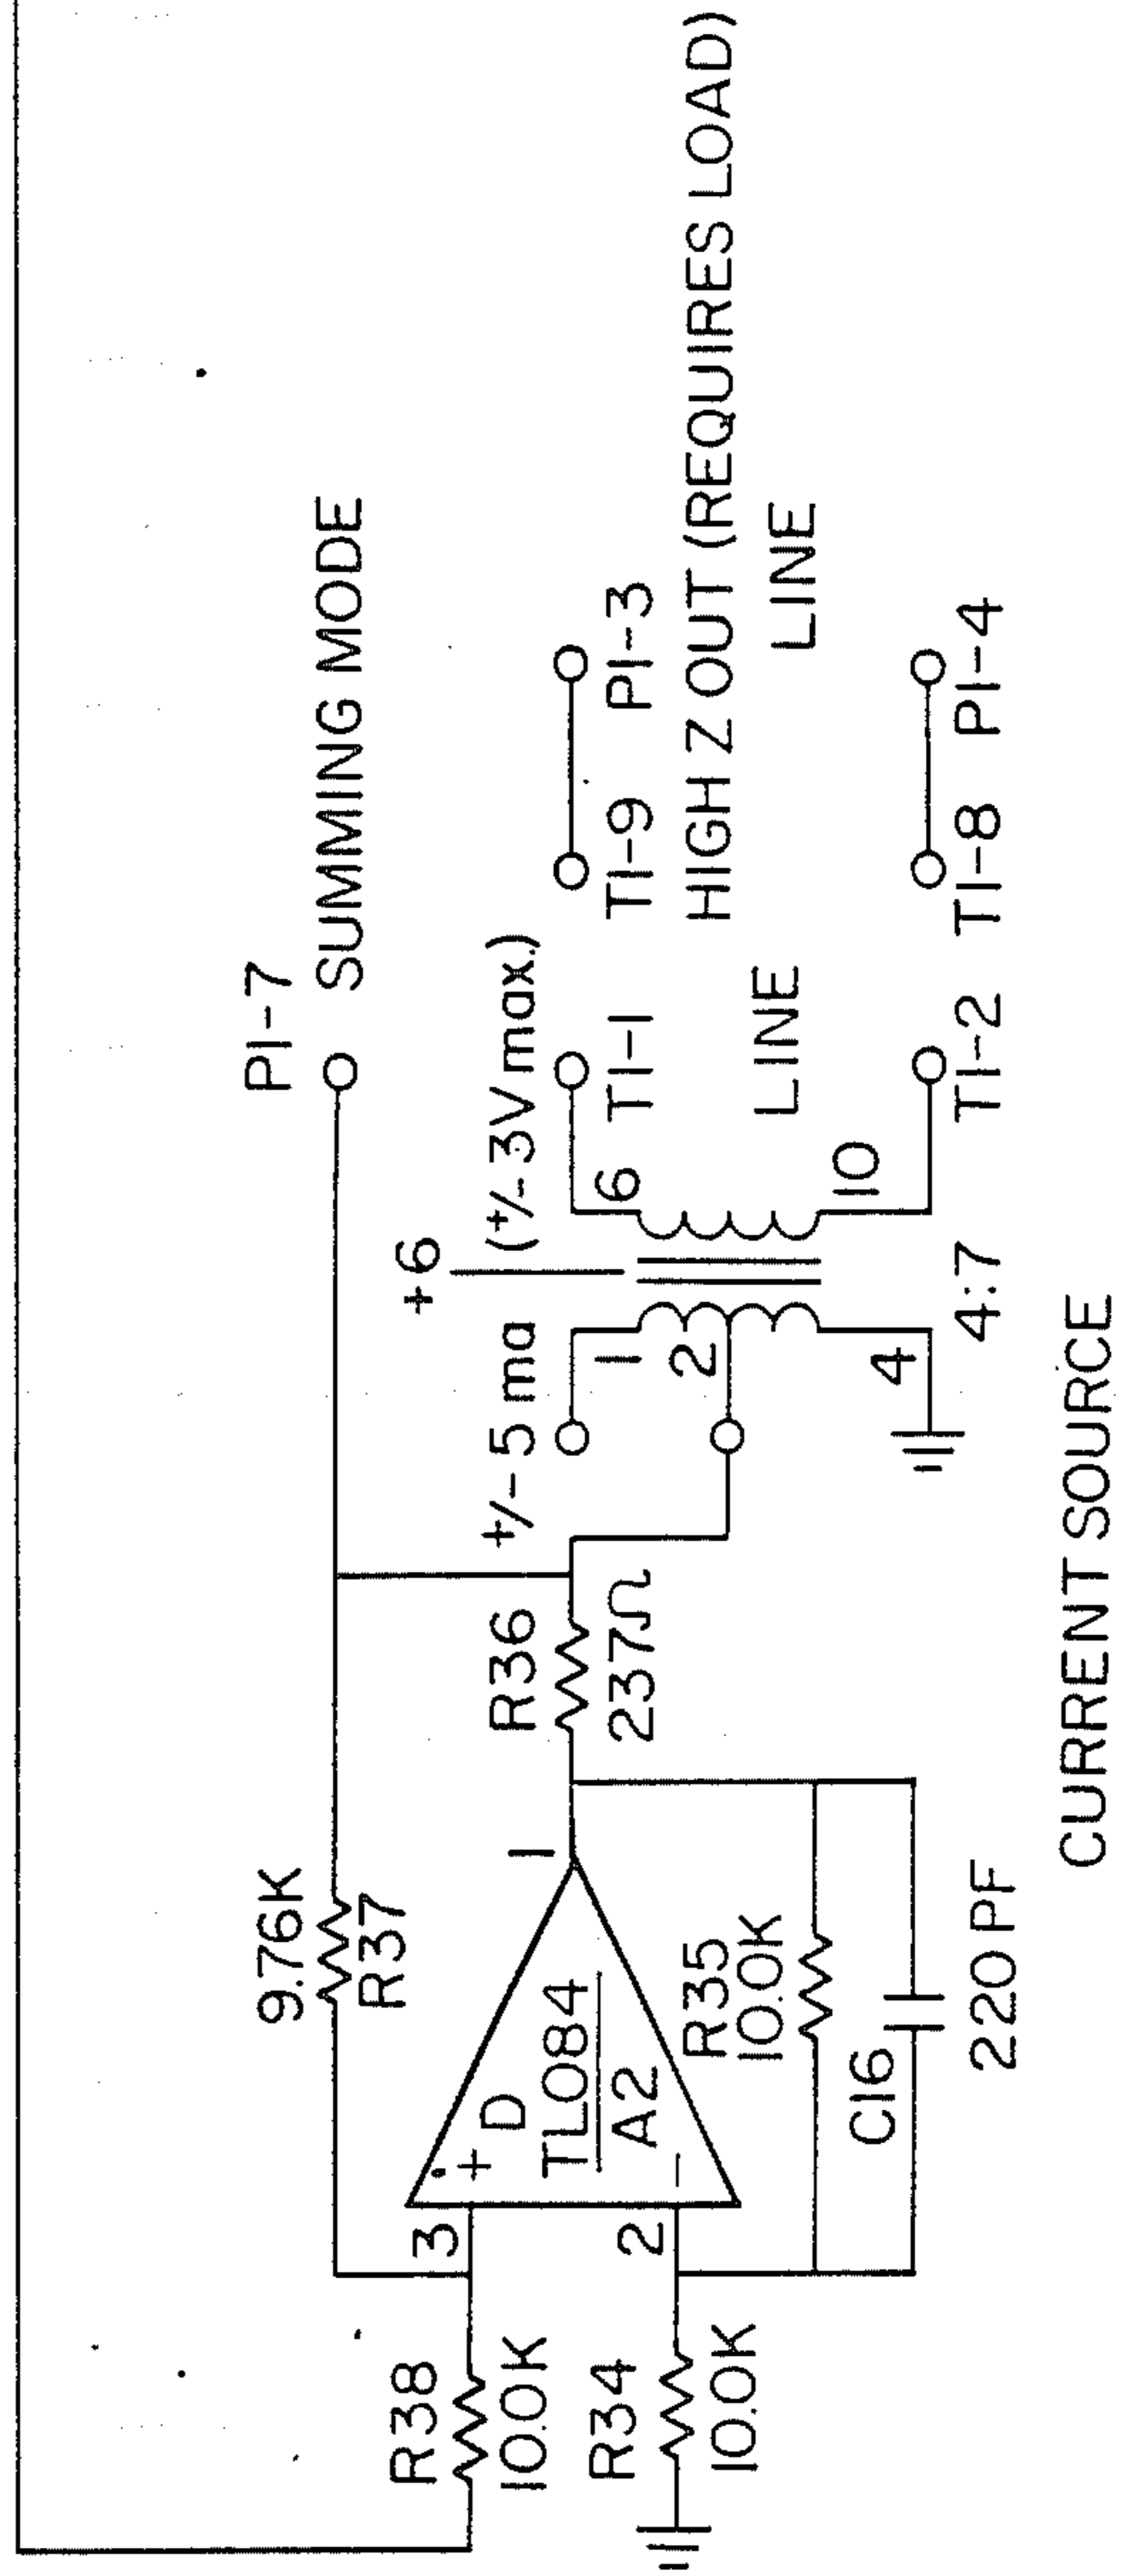 PI-7
SUMMING MODE
9.76K
R37
+6
+/- 5 ma
(+/- 3V max.)
R38
10.0K
3
+
D
TL084
A2
-
1
R36
237Ω
1
2
4
6
10
4:7
TI-1
TI-9
PI-3
HIGH Z OUT (REQUIRES LOAD)
LINE
LINE
TI-2
TI-8
PI-4
R34
10.0K
2
R35
10.0K
C16
220 PF
CURRENT SOURCE